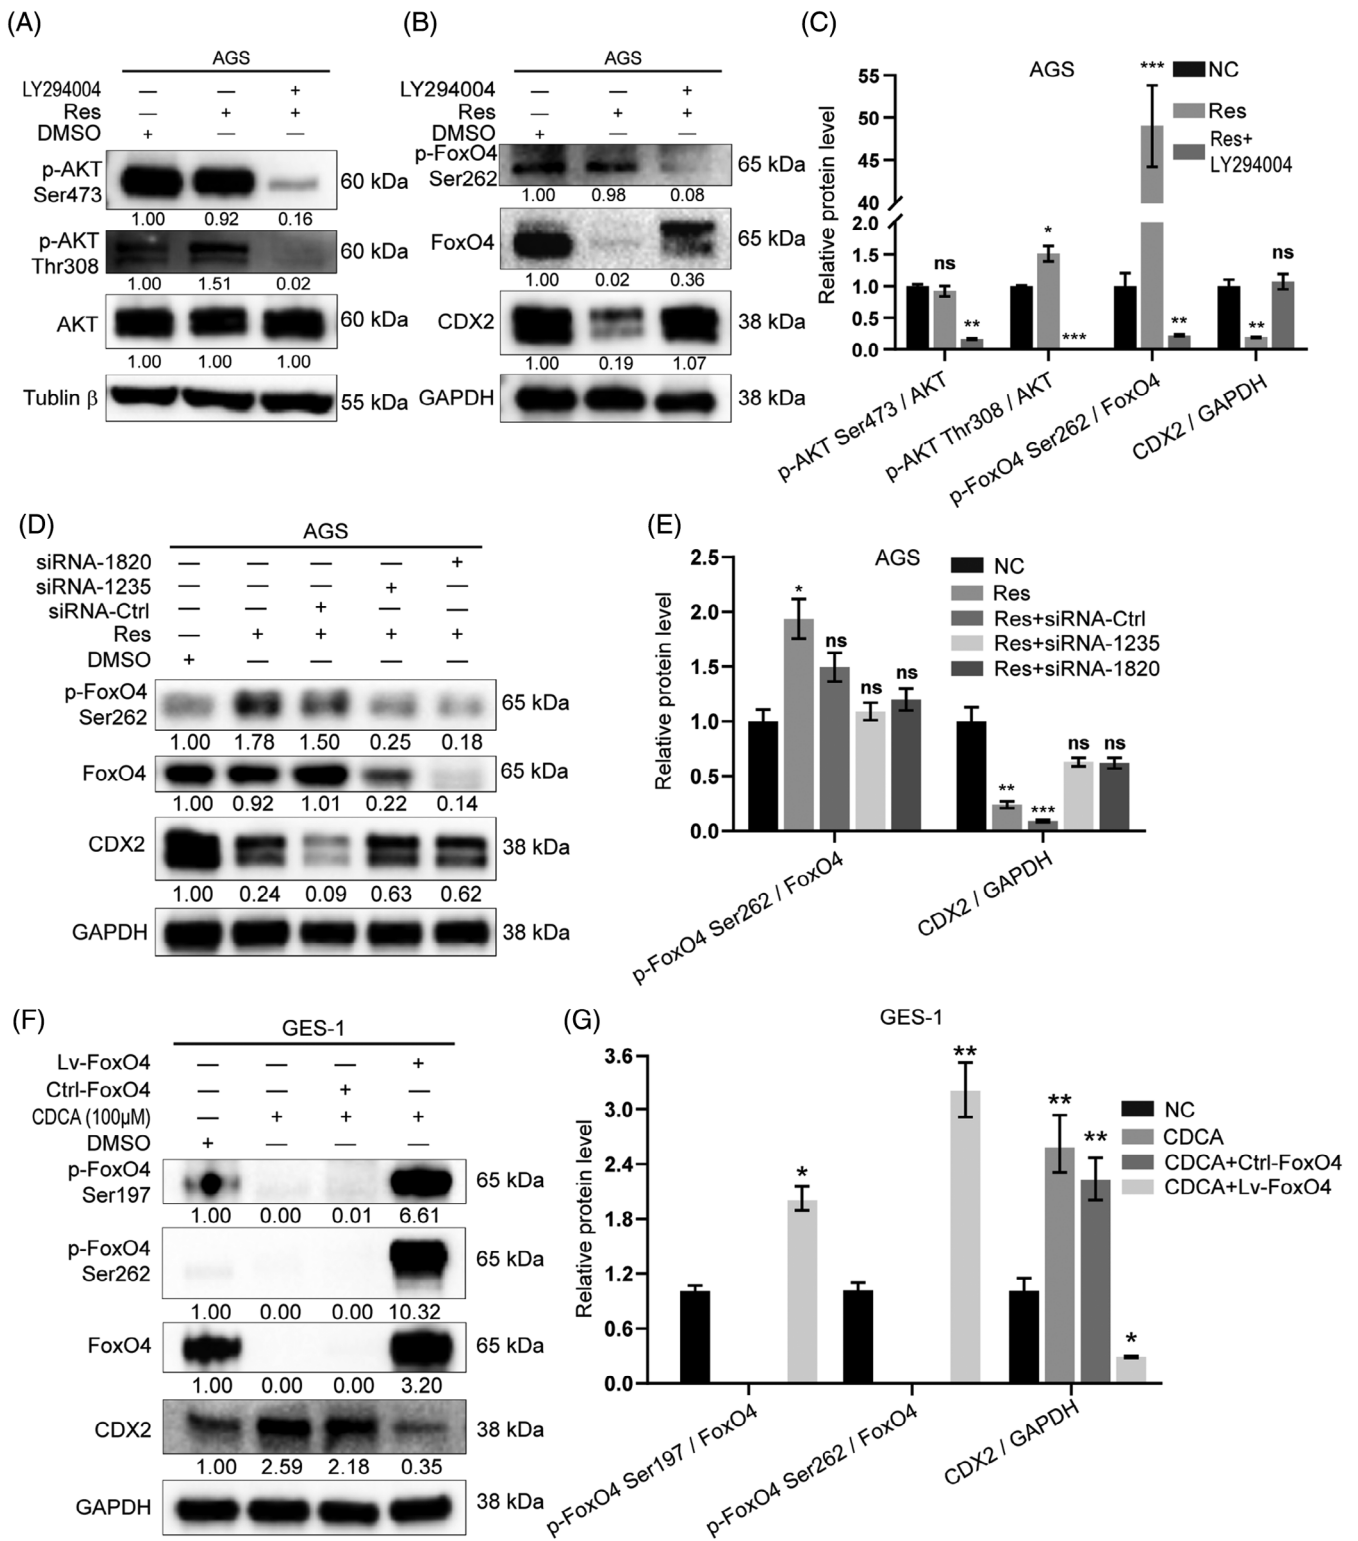 (A)
AGS
LY294004 — — +
Res — + +
DMSO + — —
p-AKT
Ser473
60 kDa
1.00 0.92 0.16
p-AKT
Thr308
60 kDa
1.00 1.51 0.02
AKT
60 kDa
1.00 1.00 1.00
Tublin β
55 kDa
(B)
AGS
LY294004 — — +
Res — + +
DMSO + — —
p-FoxO4
Ser262
65 kDa
1.00 0.98 0.08
FoxO4
65 kDa
1.00 0.02 0.36
CDX2
38 kDa
1.00 0.19 1.07
GAPDH
38 kDa
(C)
AGS
Relative protein level
55
50
45
40
2.0
1.5
1.0
0.5
0.0
ns
**
*
***
***
**
**
ns
NC
Res
Res+
LY294004
p-AKT Ser473 / AKT
p-AKT Thr308 / AKT
p-FoxO4 Ser262 / FoxO4
CDX2 / GAPDH
(D)
AGS
siRNA-1820 — — — — +
siRNA-1235 — — — + —
siRNA-Ctrl — — + — —
Res — + + + +
DMSO + — — — —
p-FoxO4
Ser262
65 kDa
1.00 1.78 1.50 0.25 0.18
FoxO4
65 kDa
1.00 0.92 1.01 0.22 0.14
CDX2
38 kDa
1.00 0.24 0.09 0.63 0.62
GAPDH
38 kDa
(E)
AGS
Relative protein level
2.5
2.0
1.5
1.0
0.5
0.0
*
ns
ns
ns
**
***
ns
ns
NC
Res
Res+siRNA-Ctrl
Res+siRNA-1235
Res+siRNA-1820
p-FoxO4 Ser262 / FoxO4
CDX2 / GAPDH
(F)
GES-1
Lv-FoxO4 — — — +
Ctrl-FoxO4 — — + —
CDCA (100μM) — + + +
DMSO + — — —
p-FoxO4
Ser197
65 kDa
1.00 0.00 0.01 6.61
p-FoxO4
Ser262
65 kDa
1.00 0.00 0.00 10.32
FoxO4
65 kDa
1.00 0.00 0.00 3.20
CDX2
38 kDa
1.00 2.59 2.18 0.35
GAPDH
38 kDa
(G)
GES-1
Relative protein level
3.6
3.0
2.4
1.8
1.2
0.6
0.0
*
**
**
**
*
NC
CDCA
CDCA+Ctrl-FoxO4
CDCA+Lv-FoxO4
p-FoxO4 Ser197 / FoxO4
p-FoxO4 Ser262 / FoxO4
CDX2 / GAPDH